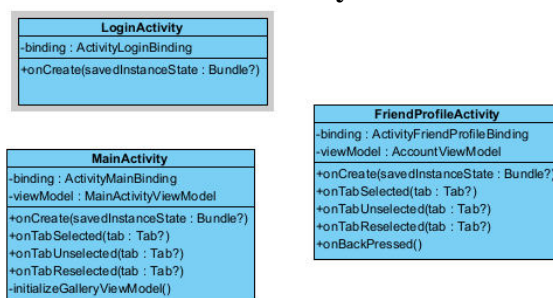 LoginActivity
-binding : ActivityLoginBinding
+onCreate(savedInstanceState : Bundle?)
FriendProfileActivity
-binding : ActivityFriendProfileBinding
-viewModel : AccountViewModel
+onCreate(savedInstanceState : Bundle?)
+onTabSelected(tab : Tab?)
+onTabUnselected(tab : Tab?)
+onTabReselected(tab : Tab?)
+onBackPressed()
MainActivity
-binding : ActivityMainBinding
-viewModel : MainActivityViewModel
+onCreate(savedInstanceState : Bundle?)
+onTabSelected(tab : Tab?)
+onTabUnselected(tab : Tab?)
+onTabReselected(tab : Tab?)
-initializeGalleryViewModel()